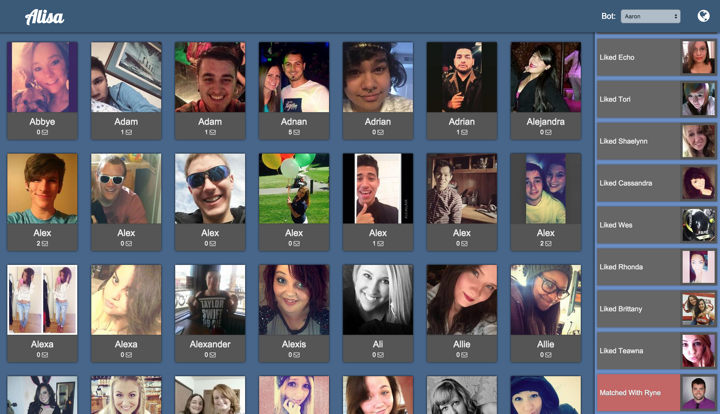 Alisa
Bot: Aaron
Abbye
0
Adam
1
Adam
1
Adnan
5
Adrian
0
Adrian
1
Alejandra
0
Alex
2
Alex
0
Alex
0
Alex
0
Alex
1
Alex
0
Alex
2
Alexa
0
Alexa
0
Alexander
0
Alexis
0
Ali
0
Allie
0
Allie
0
TAYLOR
SWIFT
Liked Echo
Liked Tori
Liked Shaelynn
Liked Cassandra
Liked Wes
Liked Rhonda
Liked Brittany
Liked Teawna
Matched With Ryne